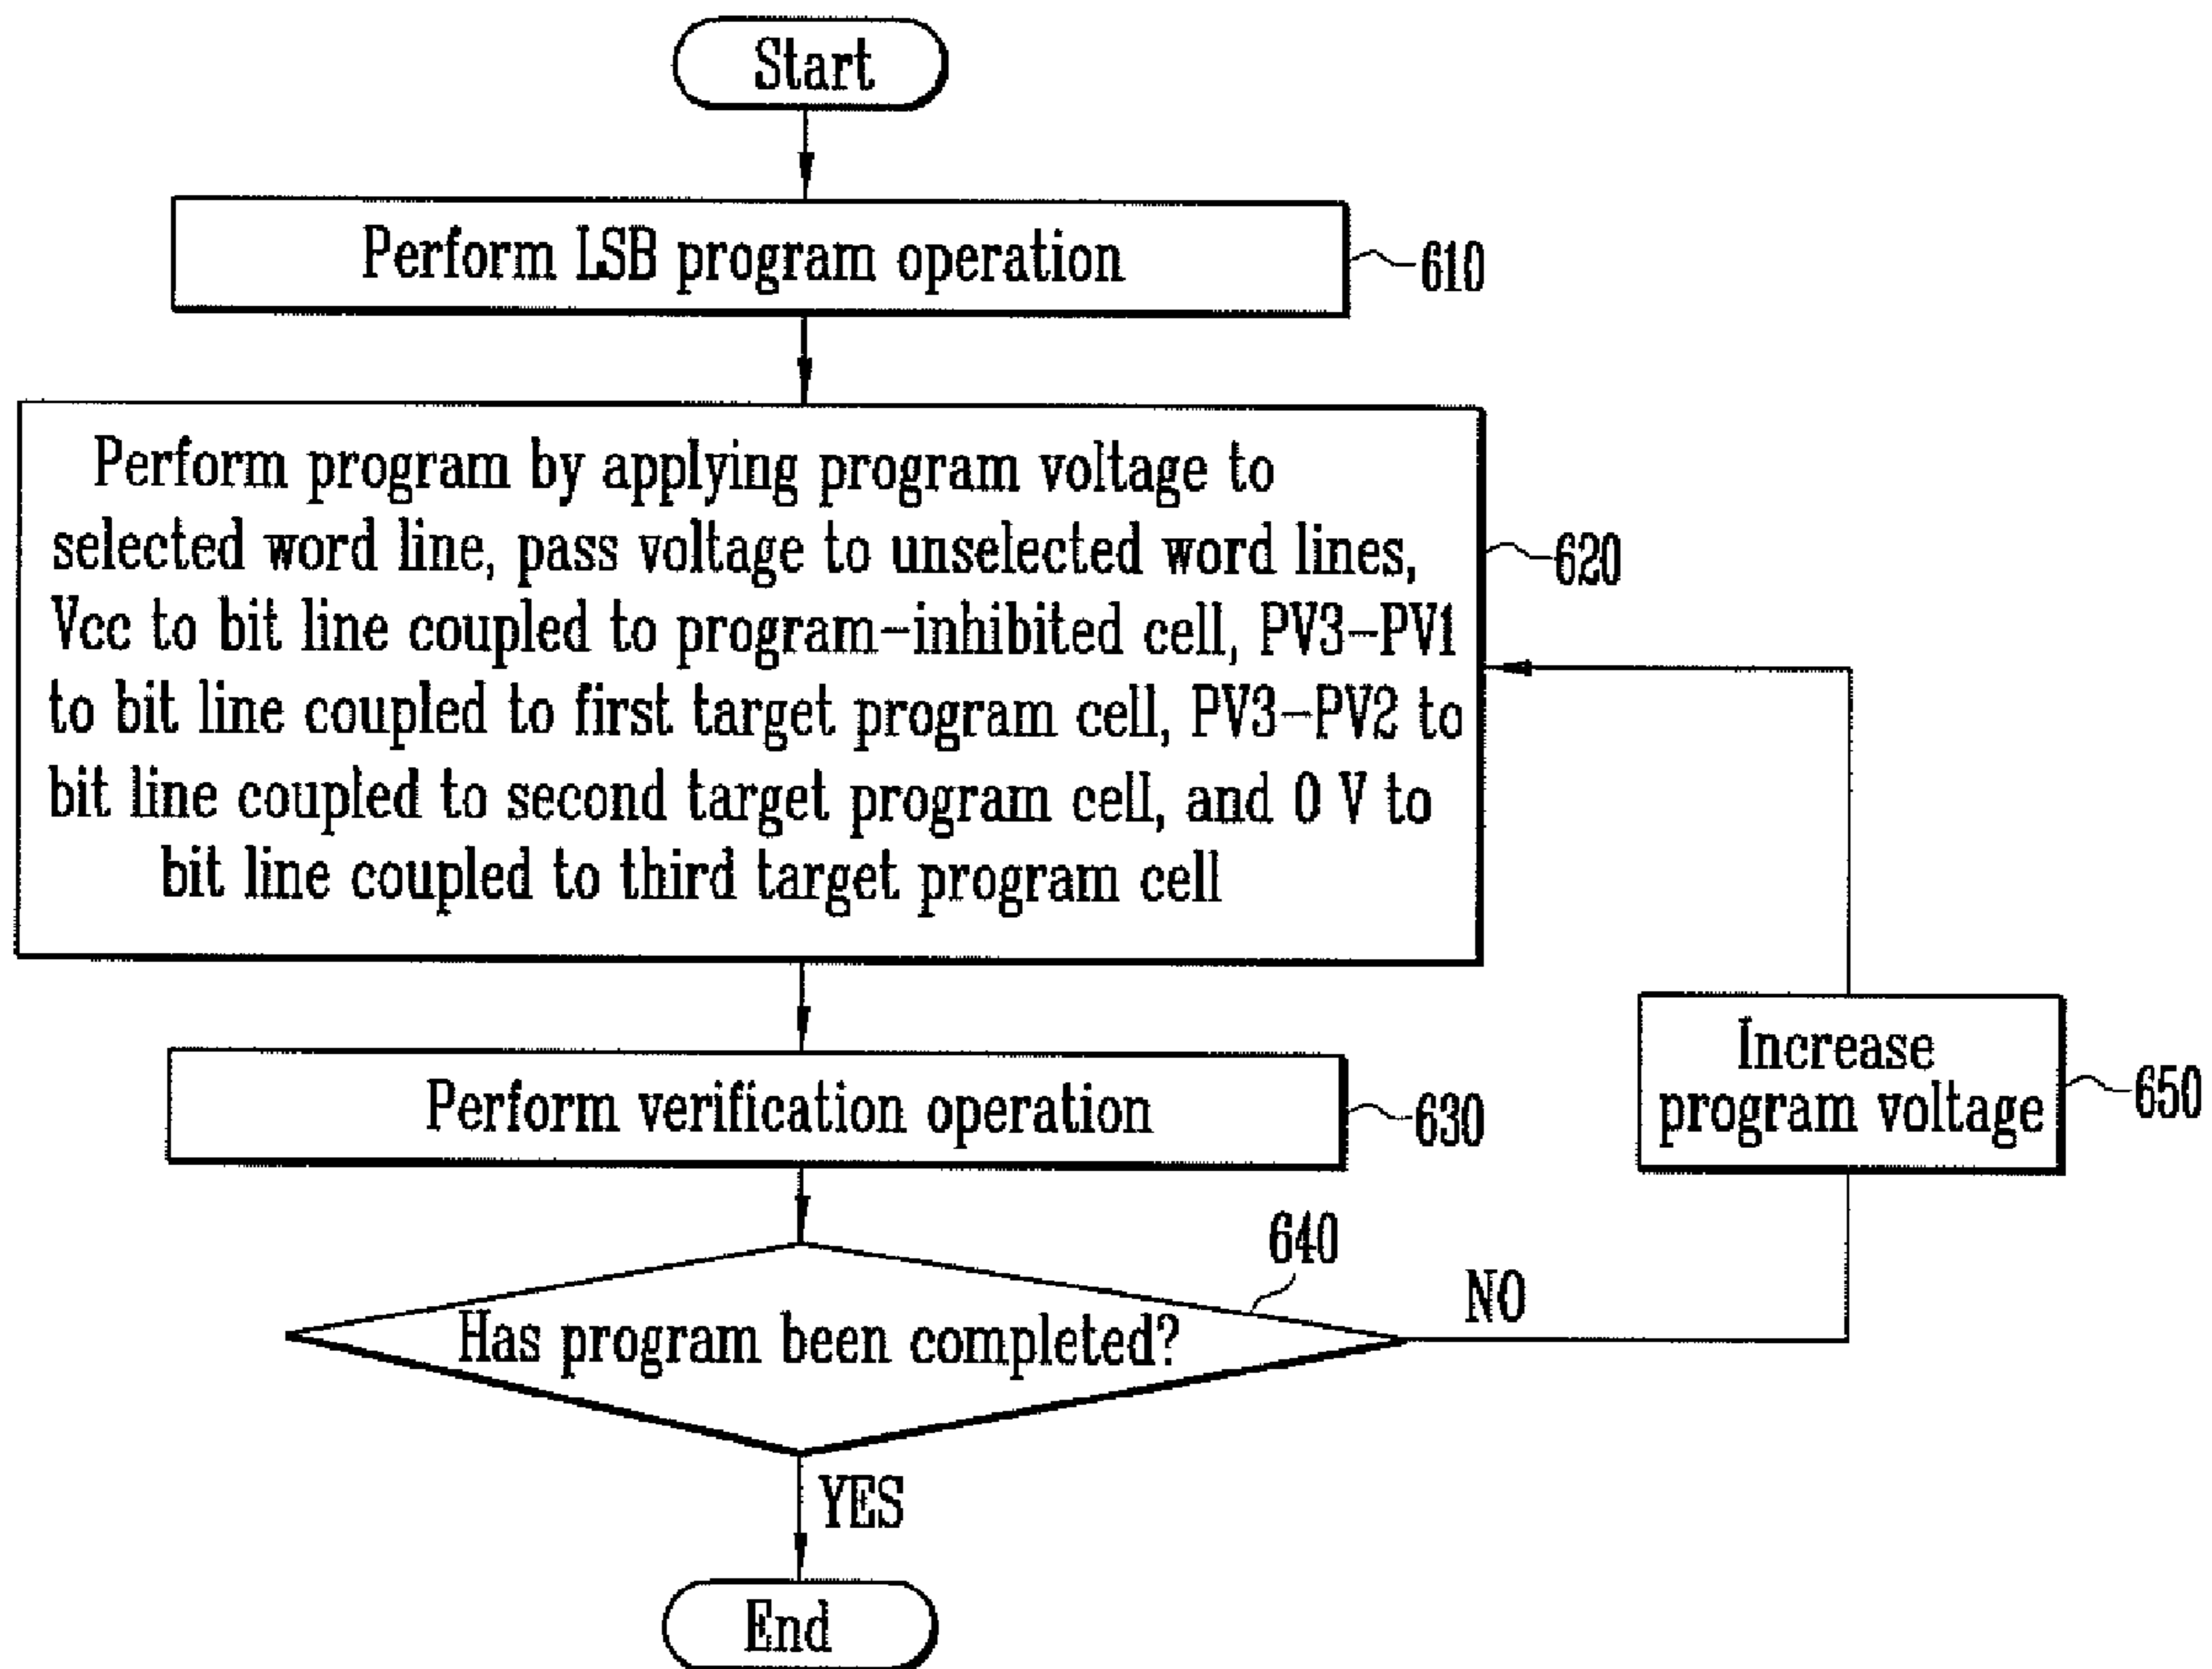 Start
Perform LSB program operation
610
Perform program by applying program voltage to
selected word line, pass voltage to unselected word lines,
Vcc to bit line coupled to program-inhibited cell, PV3-PV1
to bit line coupled to first target program cell, PV3-PV2 to
bit line coupled to second target program cell, and 0 V to
bit line coupled to third target program cell
620
Perform verification operation
630
Increase
program voltage
650
640
Has program been completed?
NO
YES
End